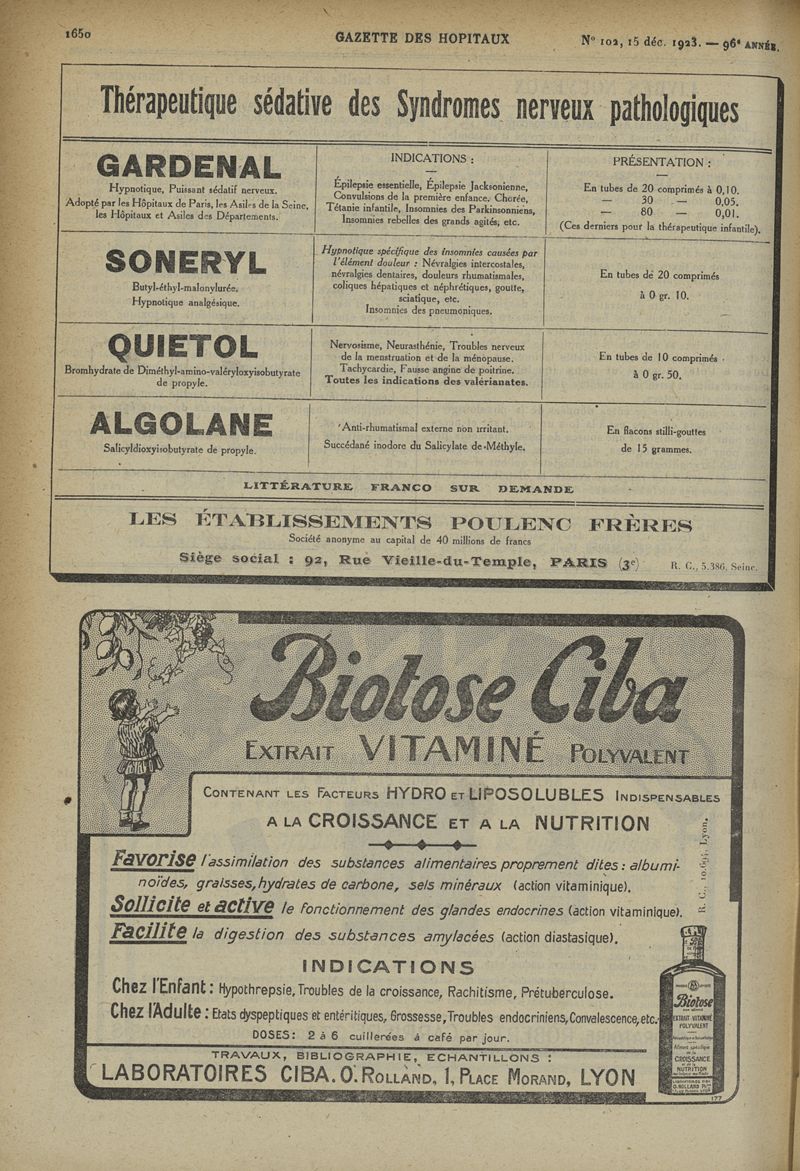 1650
GAZETTE DES HOPITAUX
N° 102, 15 déc. 1923. — 96e ANNÉE.
Thérapeutique sédative des Syndromes nerveux pathologiques
GARDENAL
Hypnotique, Puissant sédatif nerveux.
Adopté par les Hôpitaux de Paris, les Asiles de la Seine,
les Hôpitaux et Asiles des Départements.
INDICATIONS :
Épilepsie essentielle, Épilepsie Jacksonienne,
Convulsions de la première enfance. Chorée,
Tétanie infantile, Insomnies des Parkinsonniens,
Insomnies rebelles des grands agités, etc.
PRÉSENTATION :
En tubes de 20 comprimés à 0,10.
— 30 — 0,05.
— 80 — 0,01.
(Ces derniers pour la thérapeutique infantile).
SONERYL
Butyl-éthyl-malonylurée.
Hypnotique analgésique.
Hypnotique spécifique des insomnies causées par
l'élément douleur : Névralgies intercostales,
névralgies dentaires, douleurs rhumatismales,
coliques hépatiques et néphrétiques, goutte,
sciatique, etc.
Insomnies des pneumoniques.
En tubes de 20 comprimés
à 0 gr. 10.
QUIETOL
Bromhydrate de Diméthyl-amino-valéryloxyisobutyrate
de propyle.
Nervosisme, Neurasthénie, Troubles nerveux
de la menstruation et de la ménopause.
Tachycardie, Fausse angine de poitrine.
Toutes les indications des valérianates.
En tubes de 10 comprimés
à 0 gr. 50.
ALGOLANE
Salicyldioxyisobutyrate de propyle.
Anti-rhumatismal externe non irritant.
Succédané inodore du Salicylate de Méthyle.
En flacons stilli-gouttes
de 15 grammes.
LITTÉRATURE FRANCO SUR DEMANDE
LES ÉTABLISSEMENTS POULENC FRÈRES
Société anonyme au capital de 40 millions de francs
Siège social : 92, Rue Vieille-du-Temple, PARIS (3e)
R. C., 5.386, Seine.
Biotose Ciba
EXTRAIT VITAMINÉ POLYVALENT
CONTENANT LES FACTEURS HYDRO ET LIPOSOLUBLES INDISPENSABLES
A LA CROISSANCE ET A LA NUTRITION
Favorise l'assimilation des substances alimentaires proprement dites : albumi-
noïdes, graisses, hydrates de carbone, sels minéraux (action vitaminique).
Sollicite et active le fonctionnement des glandes endocrines (action vitaminique).
Facilite la digestion des substances amylacées (action diastasique).
INDICATIONS
Chez l'Enfant : Hypothrepsie, Troubles de la croissance, Rachitisme, Prétuberculose.
Chez l'Adulte : Etats dyspeptiques et entéritiques, Grossesse, Troubles endocriniens, Convalescence, etc.
DOSES: 2 à 6 cuillerées à café par jour.
TRAVAUX, BIBLIOGRAPHIE, ECHANTILLONS :
LABORATOIRES CIBA. O. ROLLAND, 1, PLACE MORAND, LYON
Lyon.
Biotose
EXTRAIT VITAMINÉ
POLYVALENT
CROISSANCE
NUTRITION
O. ROLLAND
177